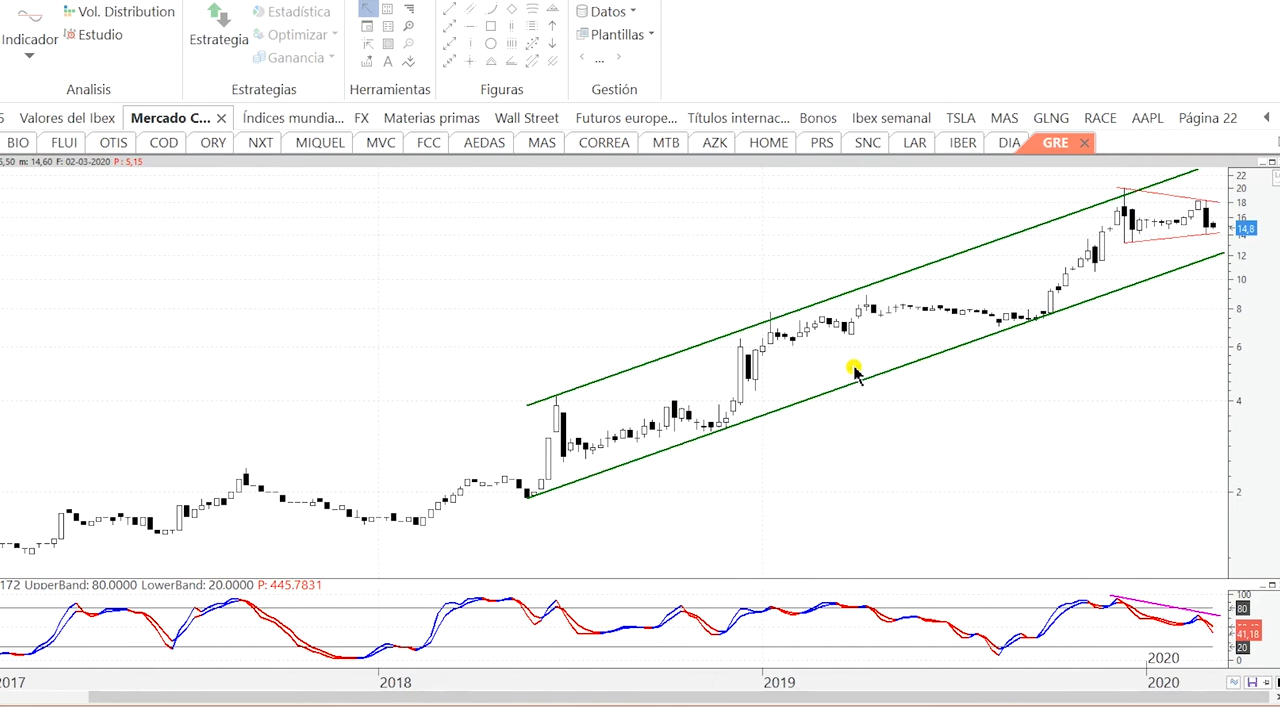 Vol. Distribution
Estadística
Datos
Indicador
Estudio
Estrategia
Optimizar
Plantillas
Ganancia
...
Analisis
Estrategias
Herramientas
Figuras
Gestión
Valores del Ibex
Mercado C...
Índices mundia...
FX
Materias primas
Wall Street
Futuros europe...
Títulos internac...
Bonos
Ibex semanal
TSLA
MAS
GLNG
RACE
AAPL
Página 22
BIO FLUI OTIS COD ORY NXT MIQUEL MVC FCC AEDAS MAS CORREA MTB AZK HOME PRS SNC LAR IBER DIA GRE
5,50 m: 14,60 F: 02-03-2020 P: 5,15
22
20
18
16
14,8
14
12
10
8
6
4
2
172 UpperBand: 80.0000 LowerBand: 20.0000 P: 445.7831
100
80
41,18
20
0
2020
2017 2018 2019 2020